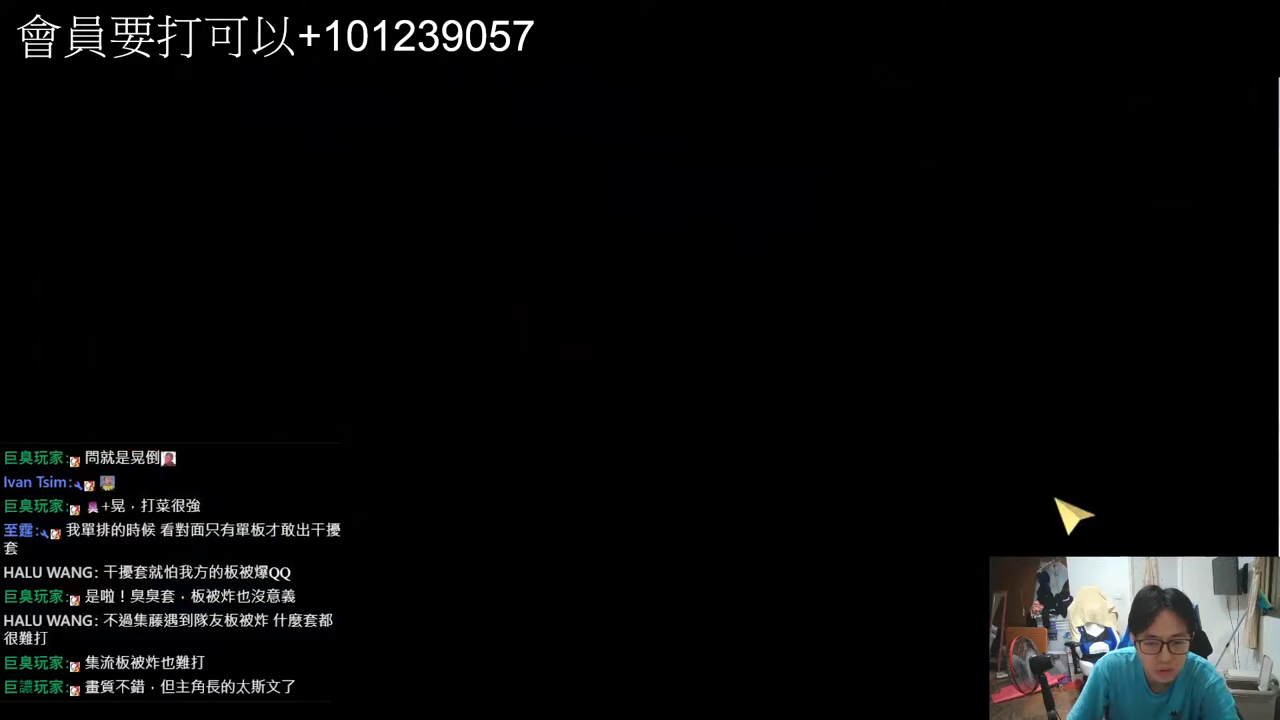 會員要打可以+101239057
巨臭玩家: 問就是晃倒
Ivan Tsim:
巨臭玩家: +晃，打菜很強
至霆: 我單排的時候 看對面只有單板才敢出干擾
套
HALU WANG: 干擾套就怕我方的板被爆QQ
巨臭玩家: 是啦！臭臭套，板被炸也沒意義
HALU WANG: 不過集藤遇到隊友板被炸 什麼套都
很難打
巨臭玩家: 集流板被炸也難打
巨臭玩家: 畫質不錯，但主角長的太斯文了